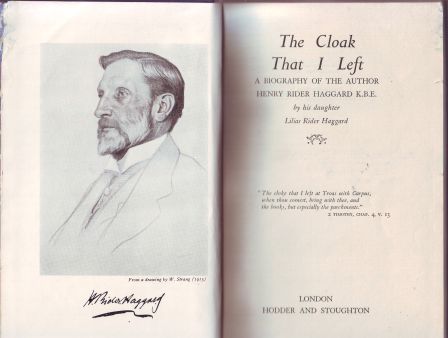 From a drawing by W. Strang (1915)
H. Rider Haggard
The Cloak
That I Left
A BIOGRAPHY OF THE AUTHOR
HENRY RIDER HAGGARD K.B.E.
by his daughter
Lilias Rider Haggard
"The cloke that I left at Troas with Carpus,
when thou comest, bring with thee, and
the books, but especially the parchments."
2 TIMOTHY, CHAP. 4, V. 13
LONDON
HODDER AND STOUGHTON